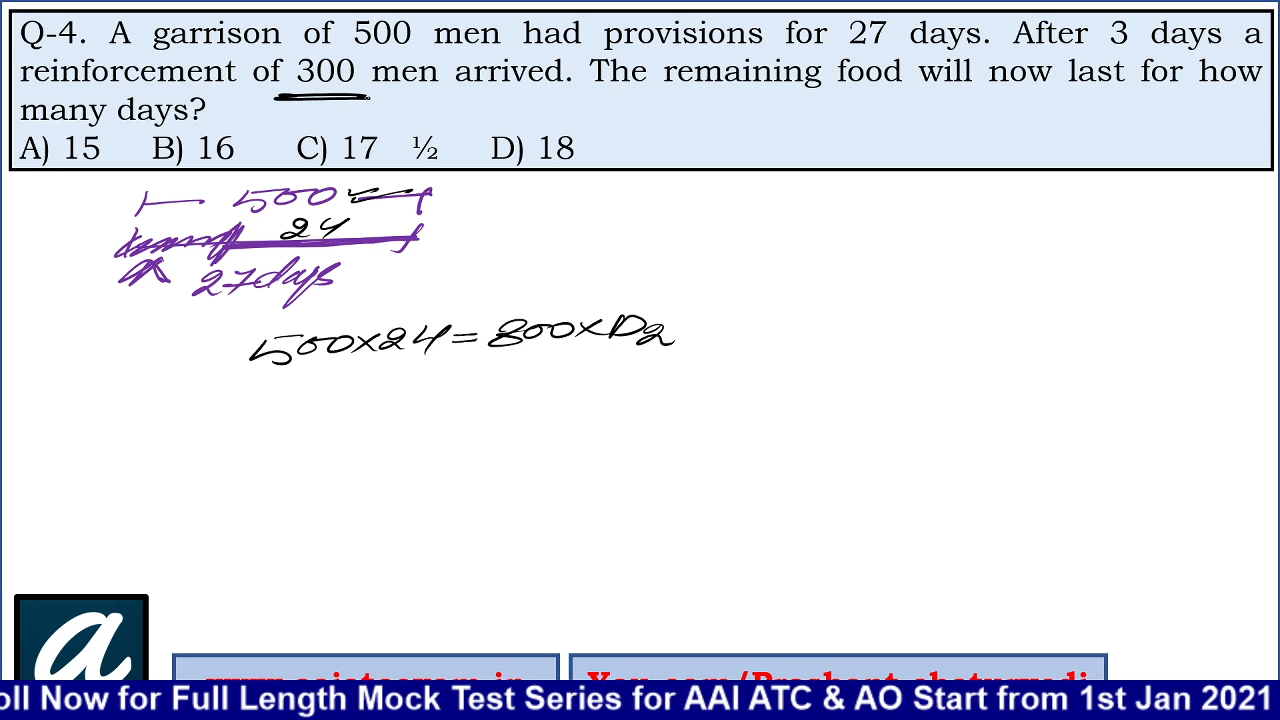 Q-4. A garrison of 500 men had provisions for 27 days. After 3 days a
reinforcement of 300 men arrived. The remaining food will now last for how
many days?
A) 15 B) 16 C) 17 ½ D) 18
500
24
27days
500×24=800×D2
a
oll Now for Full Length Mock Test Series for AAI ATC & AO Start from 1st Jan 2021